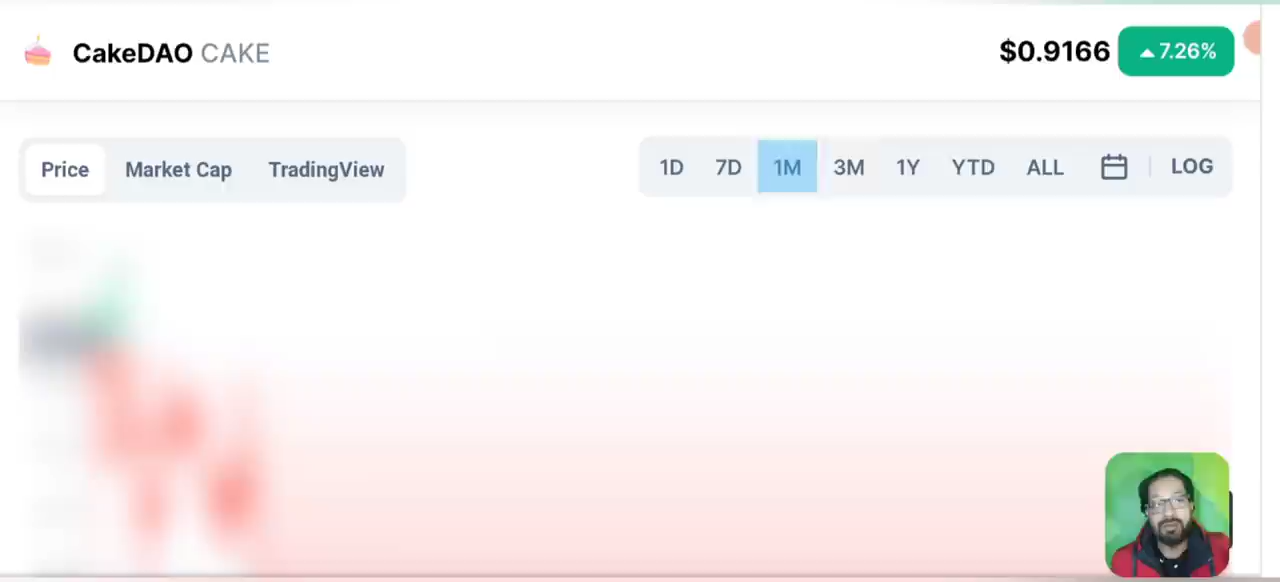 CakeDAO CAKE $0.9166 7.26%
Price Market Cap TradingView 1D 7D 1M 3M 1Y YTD ALL LOG